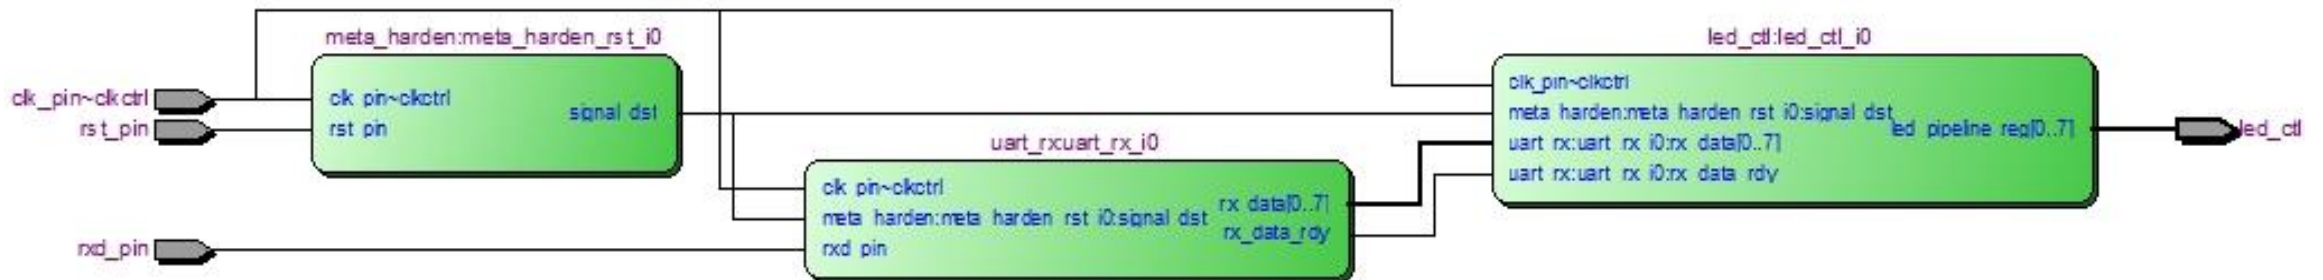 meta_harden:meta_harden_rst_i0
led_ctl:led_ctl_i0
clk_pin~clkctrl
rst_pin
clk pin~clkctrl
rst pin
signal dst
clk_pin~clkctrl
meta harden:meta harden rst i0:signal dst
uart rx:uart rx i0:rx data[0..7]
uart rx:uart rx i0:rx data rdy
led pipeline reg[0..7]
led_ctl
uart_rx:uart_rx_i0
clk pin~clkctrl
meta harden:meta harden rst i0:signal dst
rxd pin
rx data[0..7]
rx_data_rdy
rxd_pin